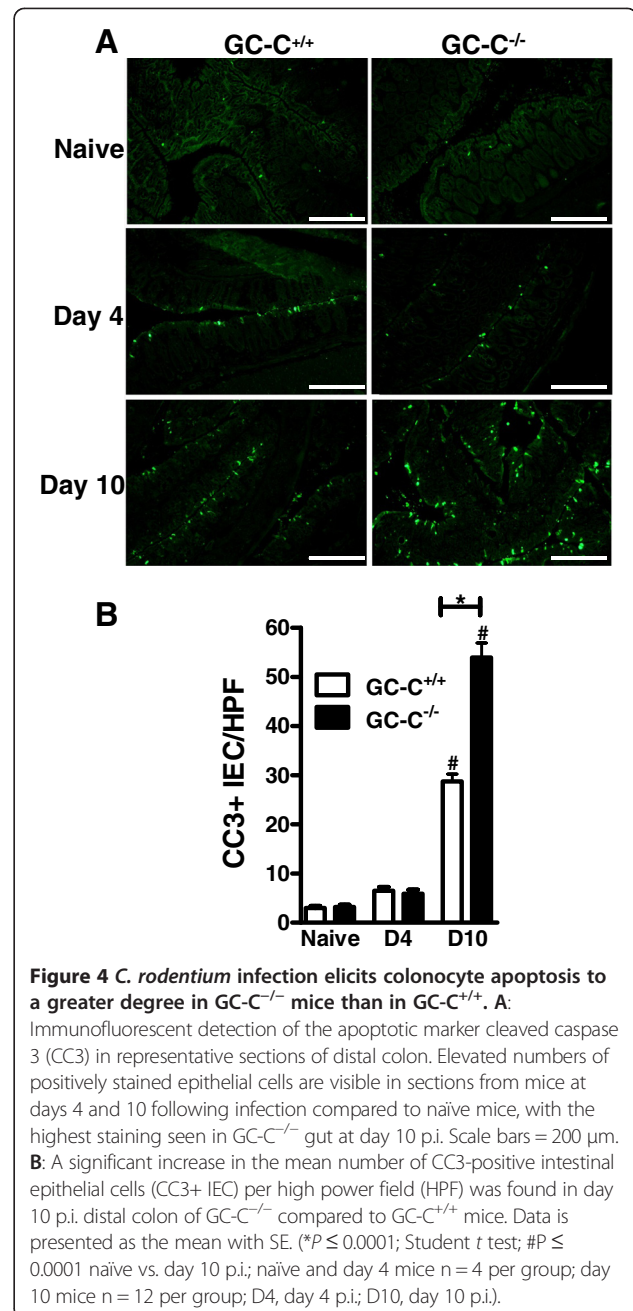 A
GC-C+/+ GC-C-/-
Naive
Day 4
Day 10
B
CC3+ IEC/HPF
60
50
40
30
20
10
0
GC-C+/+
GC-C-/-
*
#
#
Naive D4 D10
Figure 4 C. rodentium infection elicits colonocyte apoptosis to
a greater degree in GC-C−/− mice than in GC-C+/+. A:
Immunofluorescent detection of the apoptotic marker cleaved caspase
3 (CC3) in representative sections of distal colon. Elevated numbers of
positively stained epithelial cells are visible in sections from mice at
days 4 and 10 following infection compared to naïve mice, with the
highest staining seen in GC-C−/− gut at day 10 p.i. Scale bars = 200 μm.
B: A significant increase in the mean number of CC3-positive intestinal
epithelial cells (CC3+ IEC) per high power field (HPF) was found in day
10 p.i. distal colon of GC-C−/− compared to GC-C+/+ mice. Data is
presented as the mean with SE. (*P ≤ 0.0001; Student t test; #P ≤
0.0001 naïve vs. day 10 p.i.; naïve and day 4 mice n = 4 per group; day
10 mice n = 12 per group; D4, day 4 p.i.; D10, day 10 p.i.).